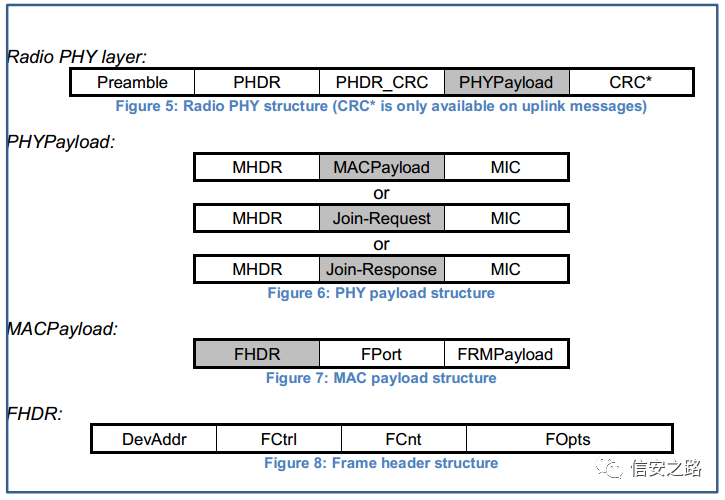 Radio PHY layer:
Preamble PHDR PHDR_CRC PHYPayload CRC*
Figure 5: Radio PHY structure (CRC* is only available on uplink messages)
PHYPayload:
MHDR MACPayload MIC
or
MHDR Join-Request MIC
or
MHDR Join-Response MIC
Figure 6: PHY payload structure
MACPayload:
FHDR FPort FRMPayload
Figure 7: MAC payload structure
FHDR:
DevAddr FCtrl FCnt FOpts
Figure 8: Frame header structure
信安之路